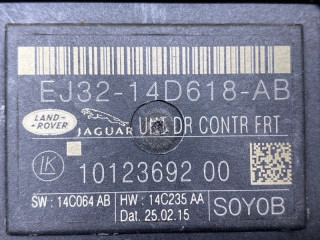 EJ32-14D618-AB
LAND-
ROVER
JAGUAR
DR CONTR FRT
LK
10123692 00
SW : 14C064 AB
HW : 14C235 AA
Dat. 25.02.15
S0Y0B